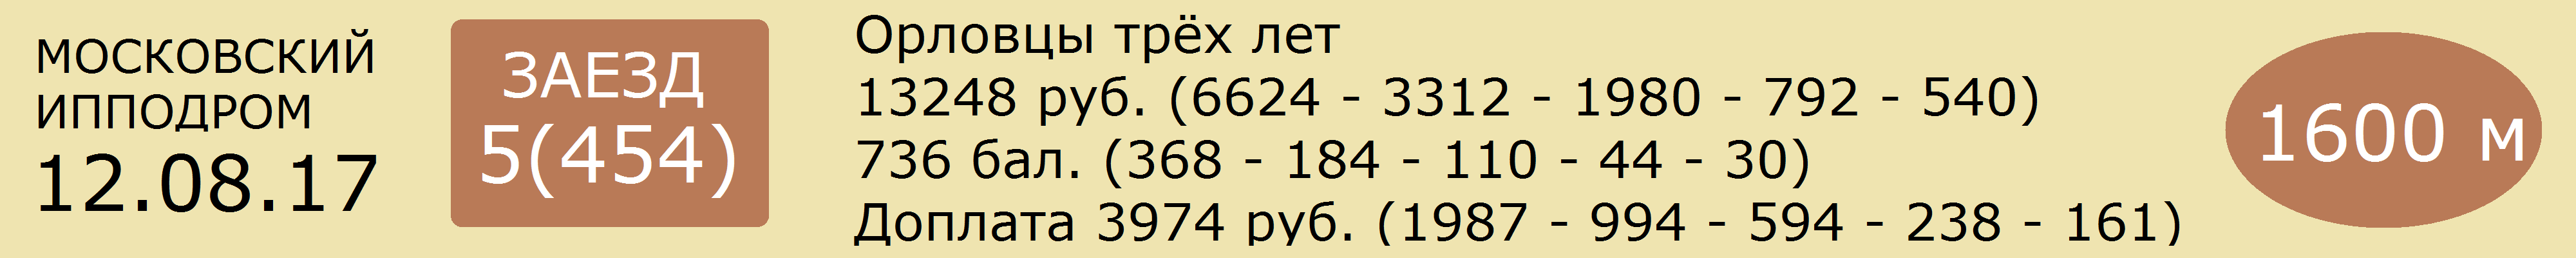 МОСКОВСКИЙ
ИППОДРОМ
12.08.17
ЗАЕЗД
5(454)
Орловцы трёх лет
13248 руб. (6624 - 3312 - 1980 - 792 - 540)
736 бал. (368 - 184 - 110 - 44 - 30)
Доплата 3974 руб. (1987 - 994 - 594 - 238 - 161)
1600 м